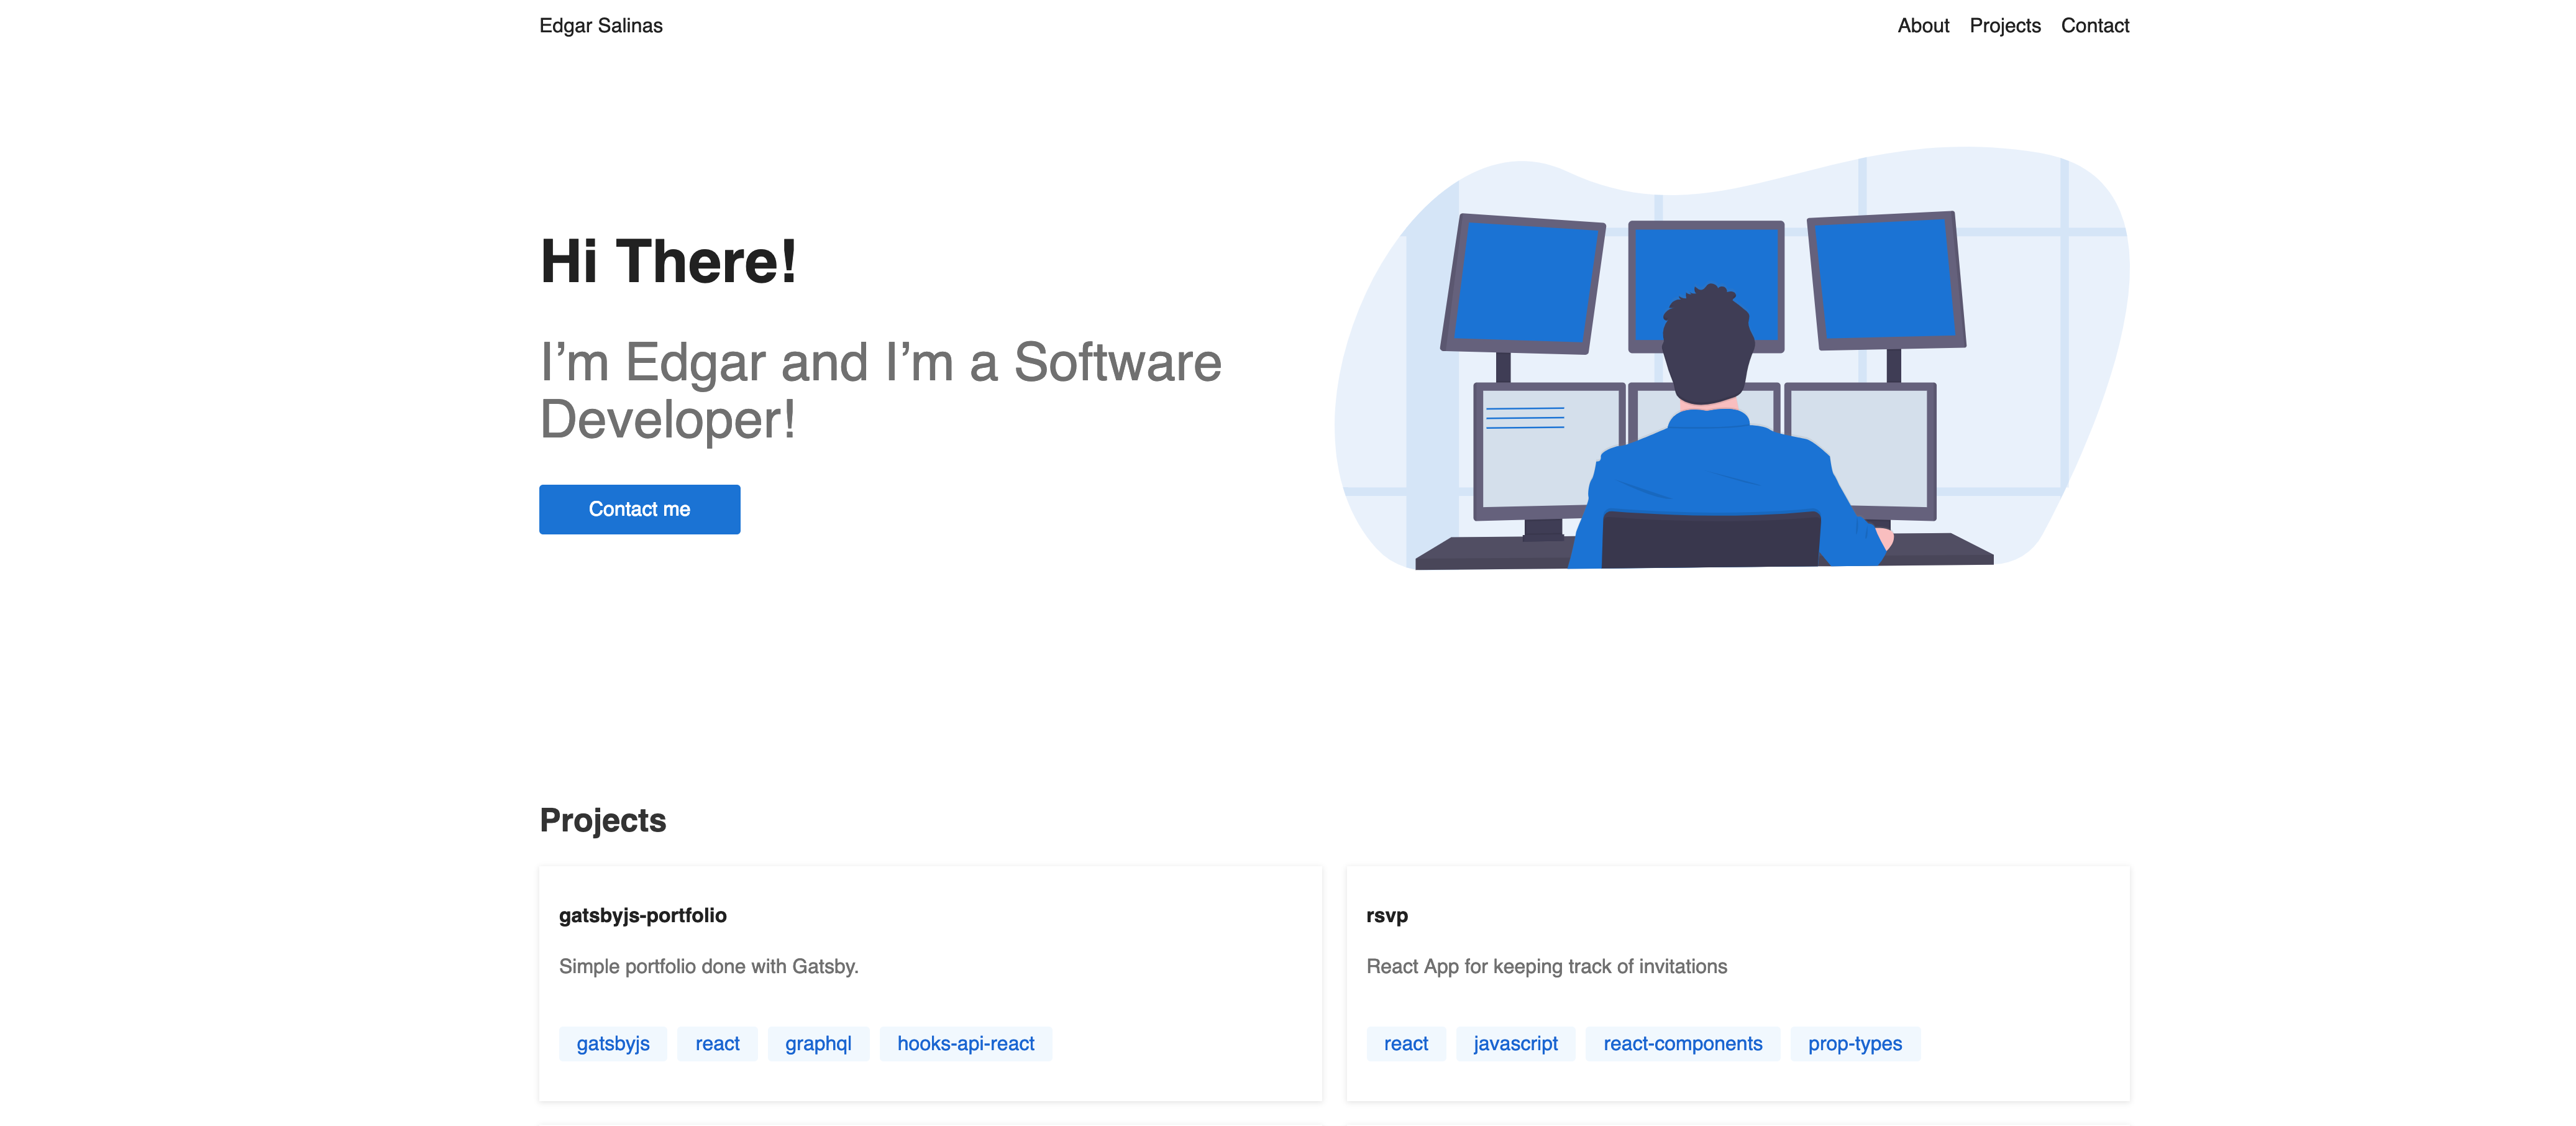 Edgar Salinas
About Projects Contact
Hi There!
I’m Edgar and I’m a Software
Developer!
Contact me
Projects
gatsbyjs-portfolio
Simple portfolio done with Gatsby.
gatsbyjs react graphql hooks-api-react
rsvp
React App for keeping track of invitations
react javascript react-components prop-types